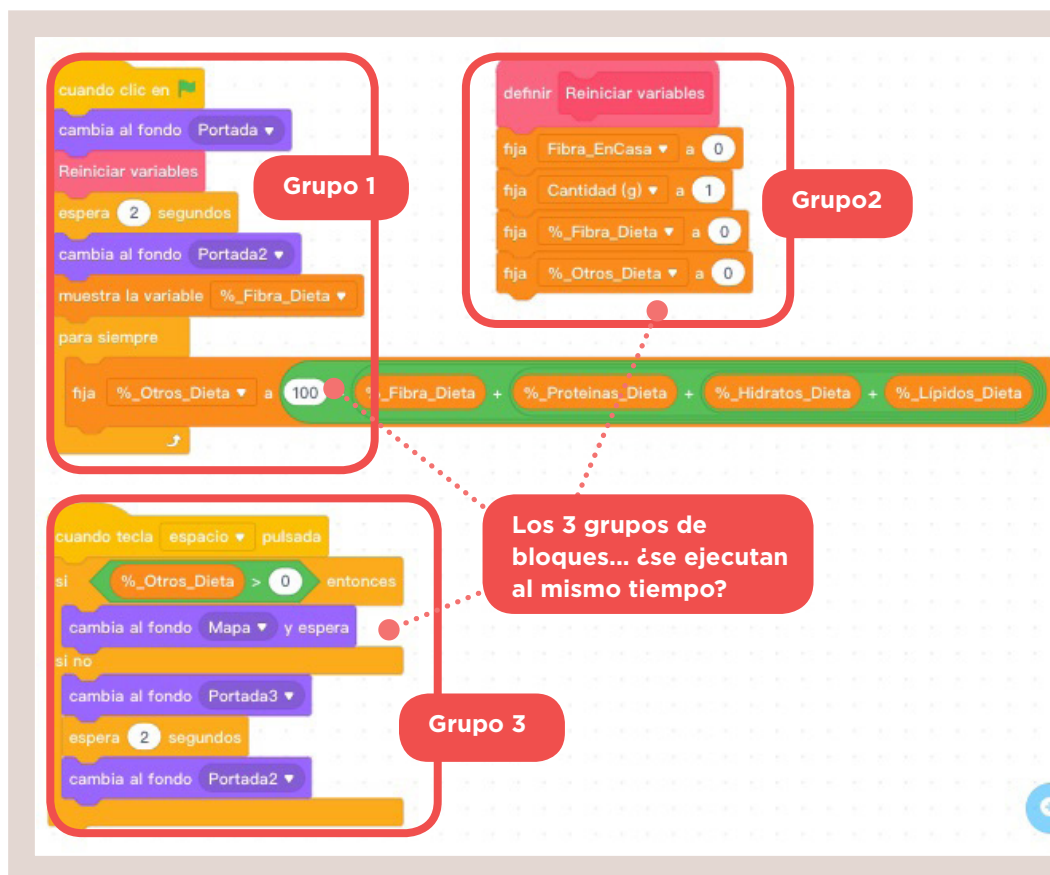 cuando clic en
cambia al fondo Portada
Reiniciar variables
espera 2 segundos
cambia al fondo Portada2
muestra la variable %_Fibra_Dieta
para siempre
fija %_Otros_Dieta a 100 %_Fibra_Dieta + %_Proteinas_Dieta + %_Hidratos_Dieta + %_Lípidos_Dieta
Grupo 1
definir Reiniciar variables
fija Fibra_EnCasa a 0
fija Cantidad (g) a 1
fija %_Fibra_Dieta a 0
fija %_Otros_Dieta a 0
Grupo2
cuando tecla espacio pulsada
si %_Otros_Dieta > 0 entonces
cambia al fondo Mapa y espera
si no
cambia al fondo Portada3
espera 2 segundos
cambia al fondo Portada2
Grupo 3
Los 3 grupos de
bloques... ¿se ejecutan
al mismo tiempo?